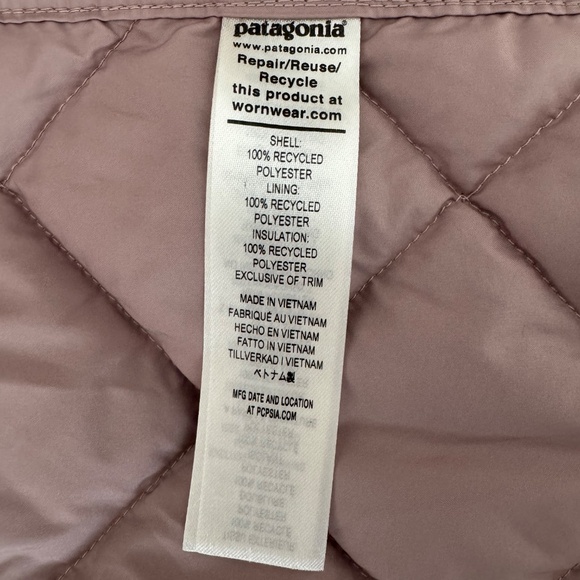 patagonia®
www.patagonia.com
Repair/Reuse/
Recycle
this product at
wornwear.com
SHELL:
100% RECYCLED
POLYESTER
LINING:
100% RECYCLED
POLYESTER
INSULATION:
100% RECYCLED
POLYESTER
EXCLUSIVE OF TRIM
MADE IN VIETNAM
FABRIQUÉ AU VIETNAM
HECHO EN VIETNAM
FATTO IN VIETNAM
TILLVERKAD I VIETNAM
ベトナム製
MFG DATE AND LOCATION
AT PCPSIA.COM